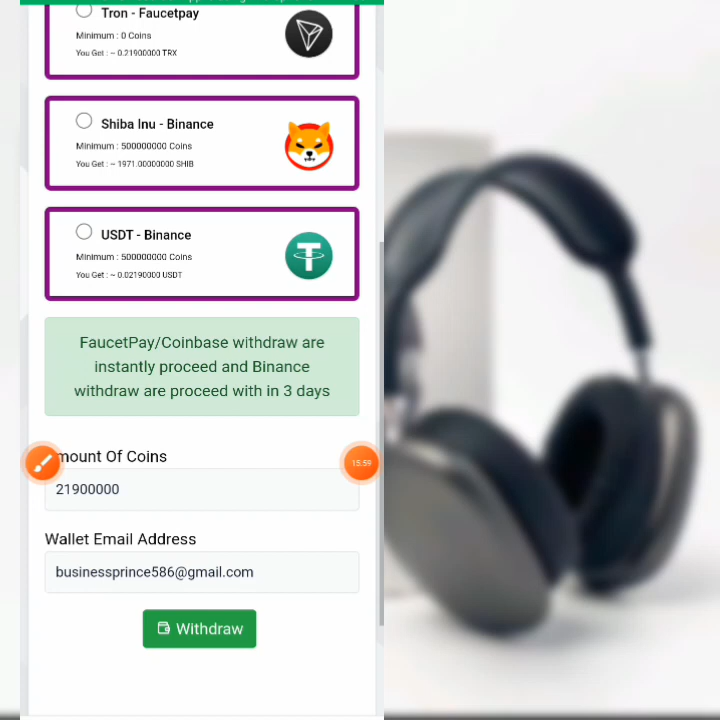 Tron - Faucetpay
Minimum : 0 Coins
You Get : ~ 0.21900000 TRX
Shiba Inu - Binance
Minimum : 500000000 Coins
You Get : ~ 1971.00000000 SHIB
USDT - Binance
Minimum : 500000000 Coins
You Get : ~ 0.02190000 USDT
FaucetPay/Coinbase withdraw are
instantly proceed and Binance
withdraw are proceed with in 3 days
mount Of Coins
15:59
21900000
Wallet Email Address
businessprince586@gmail.com
Withdraw